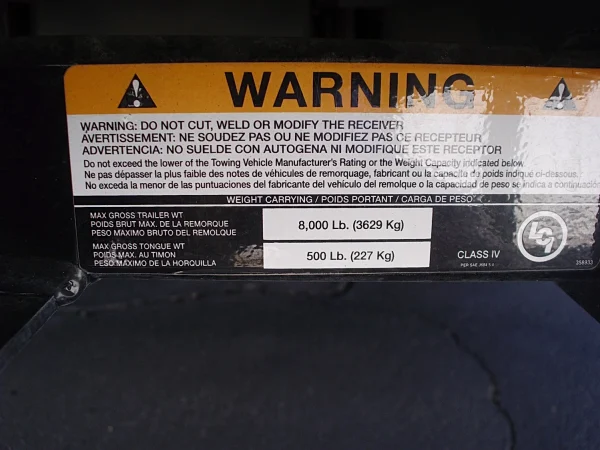 WARNING
WARNING: DO NOT CUT, WELD OR MODIFY THE RECEIVER
AVERTISSEMENT: NE SOUDEZ PAS OU NE MODIFIEZ PAS CE RECEPTEUR
ADVERTENCIA: NO SUELDE CON AUTOGENA NI MODIFIQUE ESTE RECEPTOR
Do not exceed the lower of the Towing Vehicle Manufacturer's Rating or the Weight Capacity indicated below
Ne pas dépasser la plus faible des notes de véhicules de remorquage, fabricant ou la capacite de poids indiqué ci-dessous.
No exceda la menor de las puntuaciones del fabricante del vehículo del remolque o la capacidad de peso se indica a continuación
WEIGHT CARRYING / POIDS PORTANT / CARGA DE PESO
MAX GROSS TRAILER WT
POIDS BRUT MAX. DE LA REMORQUE
PESO MAXIMO BRUTO DEL REMOLQUE
8,000 Lb. (3629 Kg)
MAX GROSS TONGUE WT
POIDS MAX. AU TIMON
PESO MÁXIMO DE LA HORQUILLA
500 Lb. (227 Kg)
CLASS IV
LCI